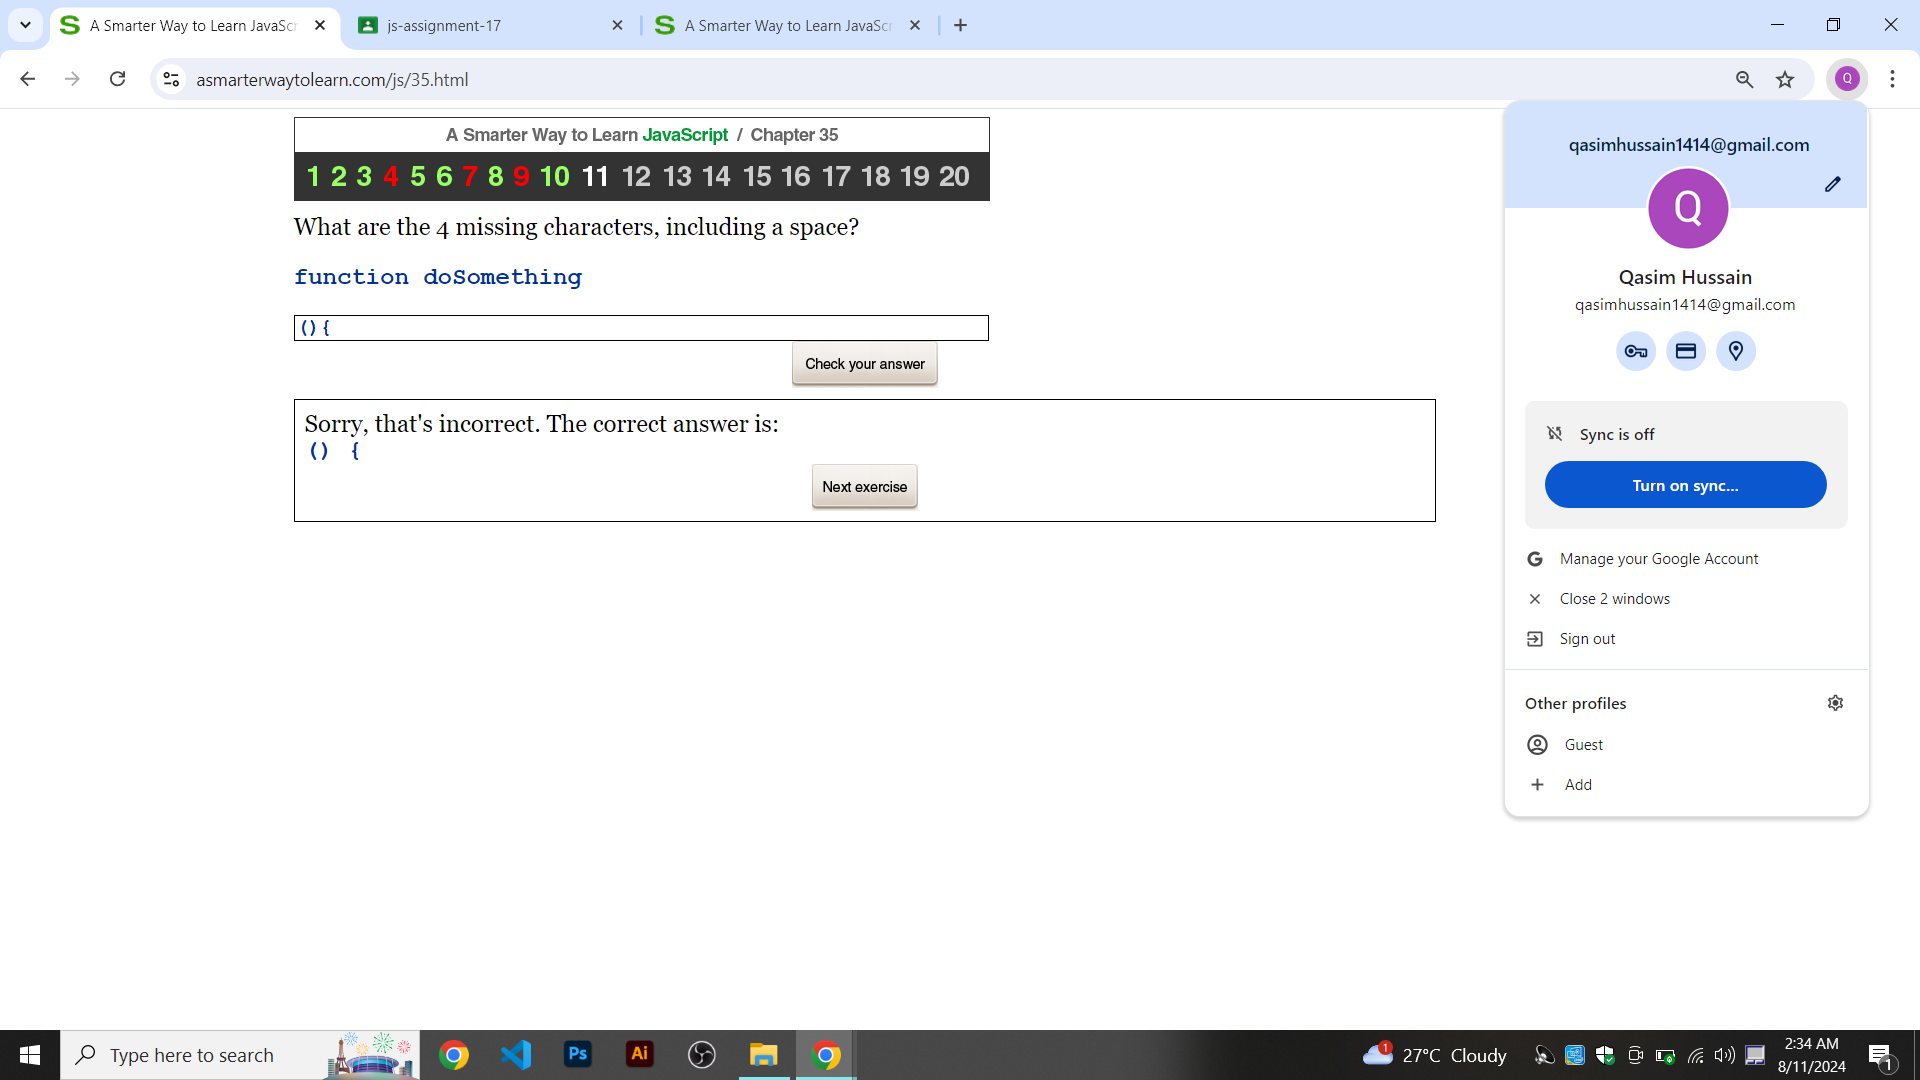 A Smarter Way to Learn JavaScr
js-assignment-17
A Smarter Way to Learn JavaScr
asmarterwaytolearn.com/js/35.html
Q
A Smarter Way to Learn JavaScript / Chapter 35
1 2 3 4 5 6 7 8 9 10 11 12 13 14 15 16 17 18 19 20
What are the 4 missing characters, including a space?
function doSomething
(){
Check your answer
Sorry, that's incorrect. The correct answer is:
() {
Next exercise
qasimhussain1414@gmail.com
Q
Qasim Hussain
qasimhussain1414@gmail.com
Sync is off
Turn on sync...
Manage your Google Account
Close 2 windows
Sign out
Other profiles
Guest
Add
Type here to search
Ps
Ai
1
27°C Cloudy
2:34 AM
8/11/2024
1